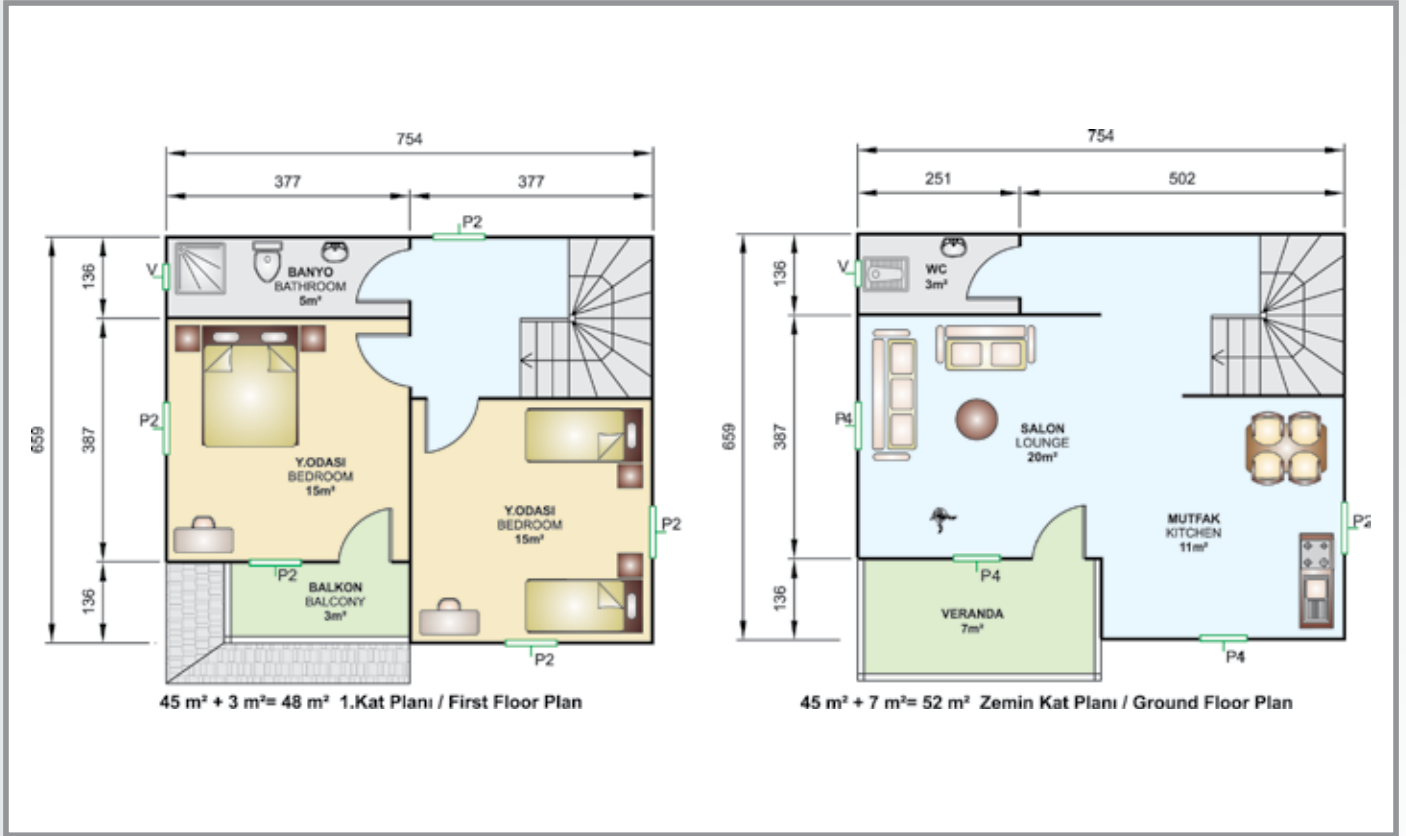 754
377
377
P2
659
136
V
BANYO
BATHROOM
5m²
387
P2
Y.ODASI
BEDROOM
15m²
Y.ODASI
BEDROOM
15m²
P2
136
P2
BALKON
BALCONY
3m²
P2
45 m² + 3 m²= 48 m² 1.Kat Planı / First Floor Plan
754
251
502
659
136
V
WC
3m²
387
P4
SALON
LOUNGE
20m²
MUTFAK
KITCHEN
11m²
P2
136
P4
VERANDA
7m²
P4
45 m² + 7 m²= 52 m² Zemin Kat Planı / Ground Floor Plan